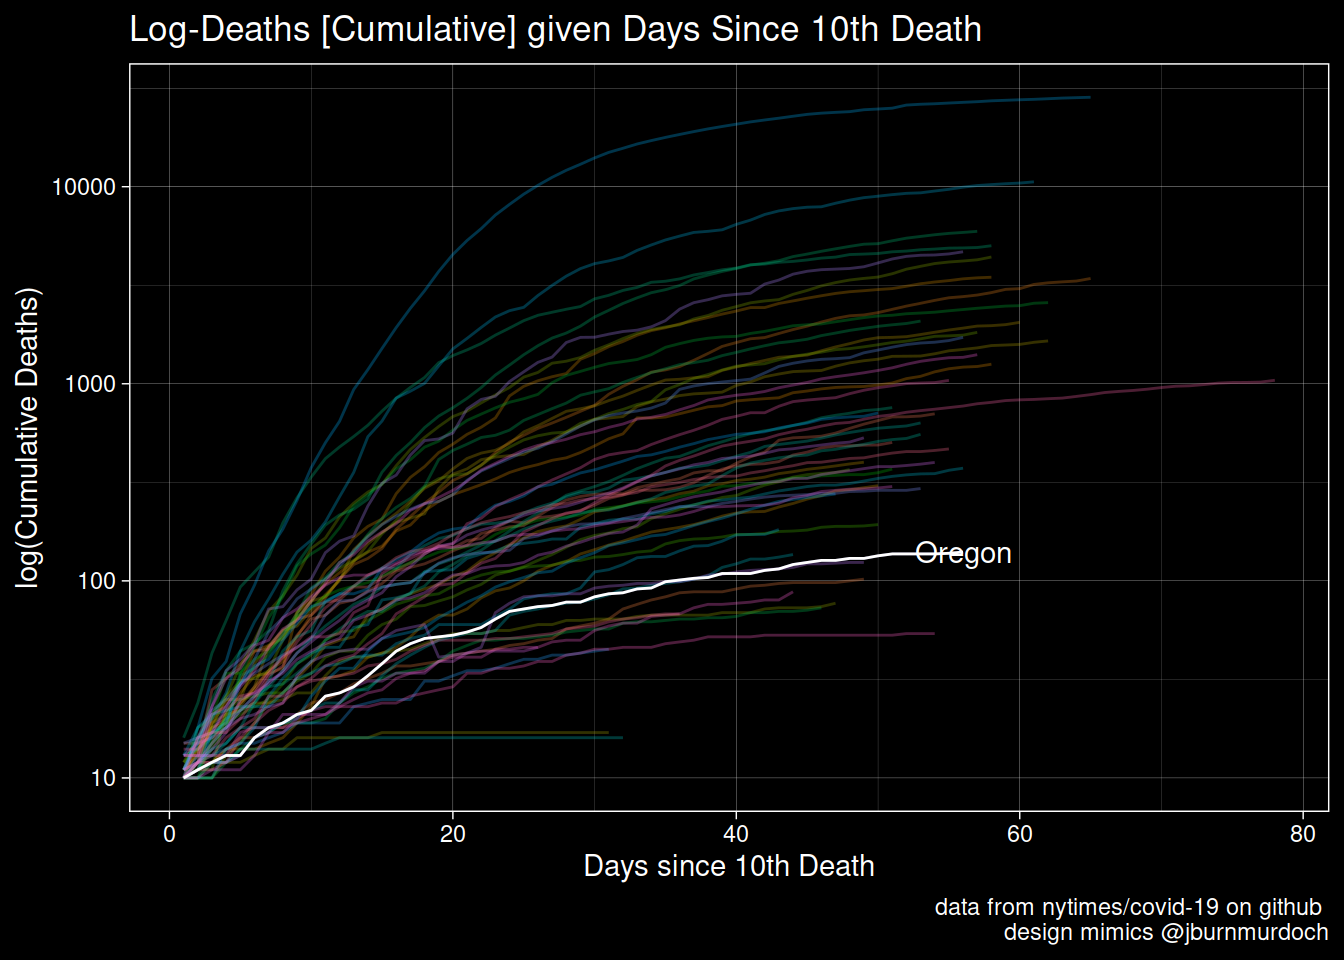 Log-Deaths [Cumulative] given Days Since 10th Death
log(Cumulative Deaths)
10000
1000
100
10
Oregon
0 20 40 60 80
Days since 10th Death
data from nytimes/covid-19 on github
design mimics @jburnmurdoch